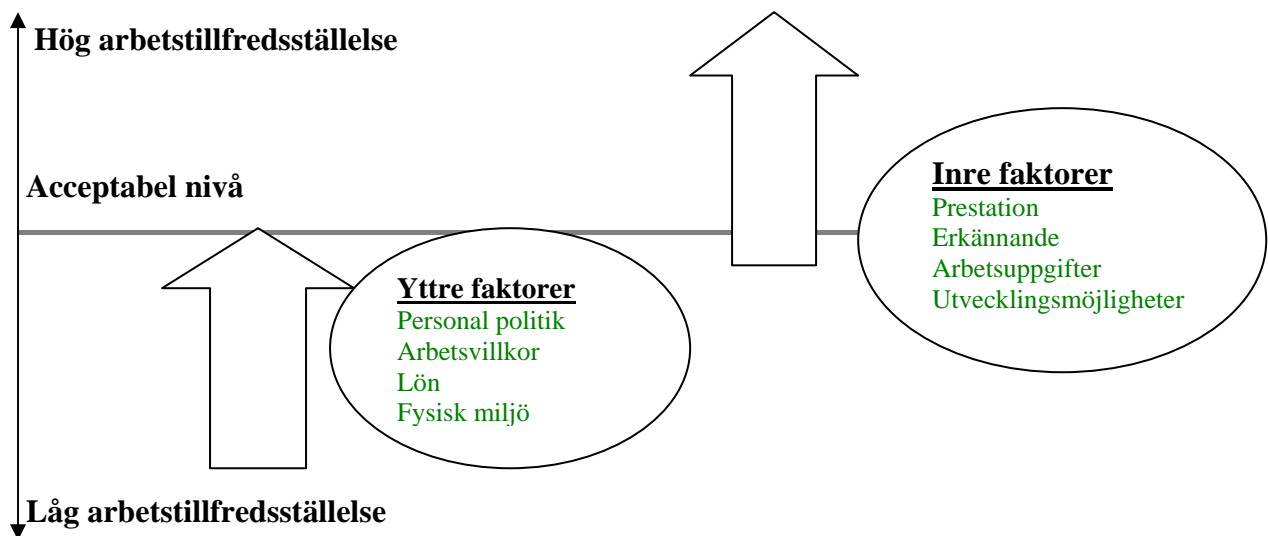 Hög arbetstillfredsställelse
Acceptabel nivå
Inre faktorer
Prestation
Erkännande
Arbetsuppgifter
Utvecklingsmöjligheter
Yttre faktorer
Personal politik
Arbetsvillkor
Lön
Fysisk miljö
Låg arbetstillfredsställelse